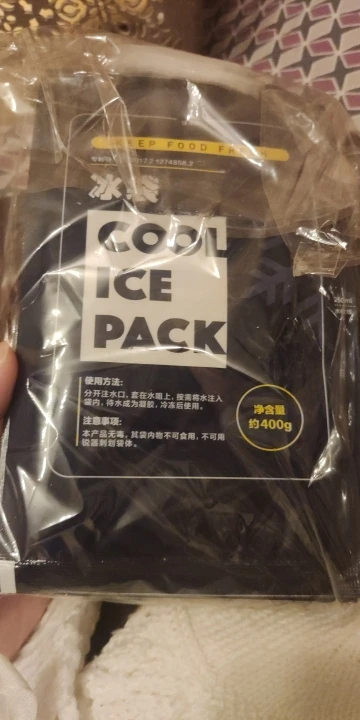 KEEP FOOD FRESH
冰袋
COOL
ICE
PACK
使用方法:
分开注水口，套在水嘴上，按需将水注入
袋内，待水成为凝胶，冷冻后使用。
注意事项:
本产品无毒，其袋内物不可食用，不可用
锐器刺划袋体。
净含量
约400g